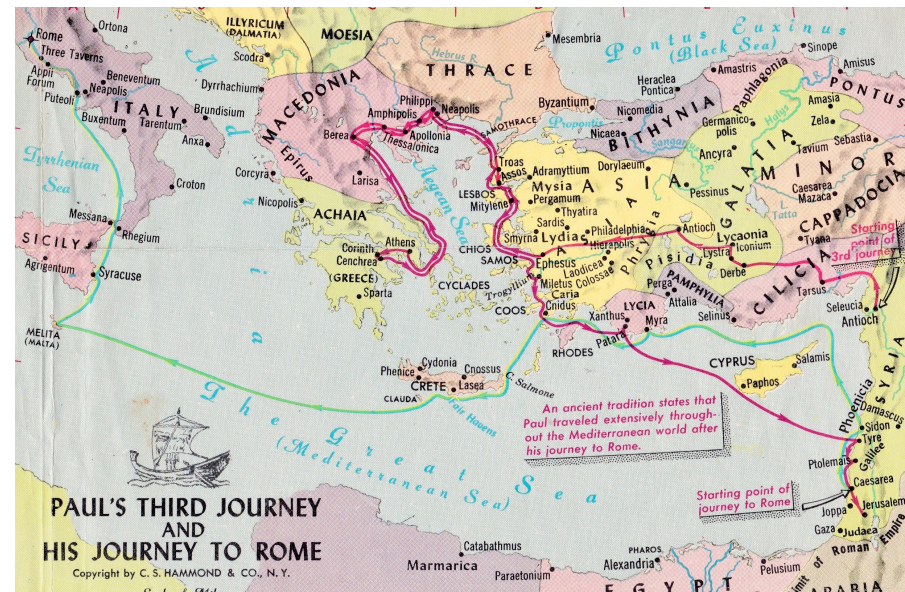 Rome
Three Taverns
Appii
Forum
Puteoli
Neapolis
Beneventum
Ortona
ITALY
Buxentum
Tarentum
Brundisium
Anxa
Croton
Tyrrhenian
Sea
Messana
Rhegium
SICILY
Agrigentum
Syracuse
MELITA
(MALTA)
Adria
ILLYRICUM
(DALMATIA)
Scodra
Dyrrhachium
MOESIA
MACEDONIA
Philippi
Neapolis
Amphipolis
Apollonia
Thessalonica
Berea
Epirus
Larisa
Corcyra
Nicopolis
ACHAIA
Corinth
Athens
Cenchrea
(GREECE)
Sparta
CYCLADES
Aegean
Sea
Hebrus R.
THRACE
SAMOTHRACE
Mesembria
Pontus Euxinus
(Black Sea)
Byzantium
Propontis
Heraclea
Pontica
Nicomedia
Nicaea
BITHYNIA
Sangarius R.
Amastris
Paphlagonia
Sinope
Amisus
PONTUS
Amasia
Zela
Halys
R.
Germanico-
polis
Ancyra
Tavium
Sebastia
GALATIA
MINOR
Caesarea
Mazaca
L.
Tatta
CAPPADOCIA
Tyana
Troas
Assos
Adramyttium
Dorylaeum
Mysia
ASIA
LESBOS
Mitylene
Pergamum
Thyatira
Pessinus
Sardis
Smyrna
Lydia
Philadelphia
Hierapolis
Phrygia
Antioch
Lycaonia
Lystra
Iconium
Derbe
CHIOS
SAMOS
Ephesus
Laodicea
Colossae
Pisidia
Trogyllium
Miletus
Caria
Cnidus
PAMPHYLIA
Perga
Attalia
LYCIA
Xanthus
Patara
Myra
Selinus
CILICIA
Tarsus
Starting
point of
3rd journey
Seleucia
Antioch
COOS
RHODES
CYPRUS
Salamis
Paphos
SYRIA
Phoenicia
Damascus
Sidon
Tyre
Galilee
Ptolemais
Caesarea
Joppa
Jerusalem
Gaza
Judaea
Phenice
Cydonia
Cnossus
CRETE
Lasea
CLAUDA
Fair Havens
C. Salmone
The Great Sea
(Mediterranean Sea)
An ancient tradition states that
Paul traveled extensively through-
out the Mediterranean world after
his journey to Rome.
Starting point of
journey to Rome
PAUL'S THIRD JOURNEY
AND
HIS JOURNEY TO ROME
Copyright by C. S. HAMMOND & CO., N. Y.
Catabathmus
Marmarica
Paraetonium
PHAROS
Alexandria
EGYPT
Pelusium
Limit of Roman Empire
ARABIA